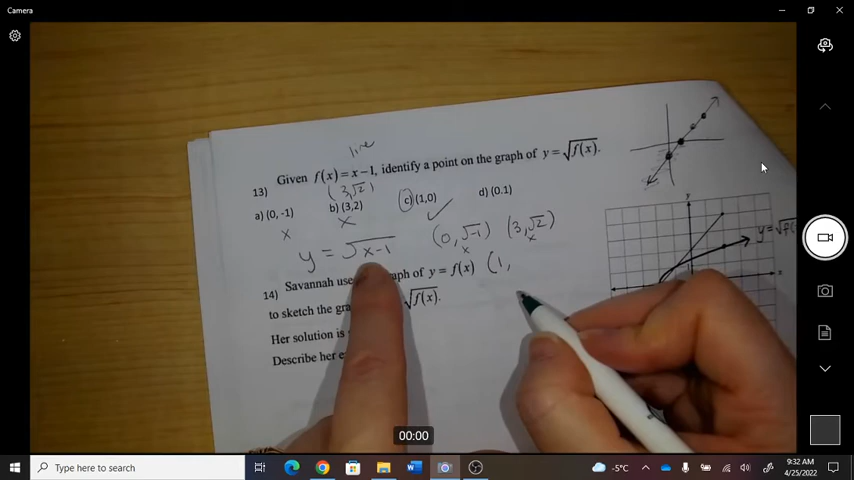 Camera
line
13) Given f(x) = x – 1, identify a point on the graph of y = √f(x).
(3, √2)
a) (0, -1) b) (3,2) c) (1,0) d) (0.1)
x x ✓
y = √x-1 (0, √-1) (3, √2)
x x
14) Savannah use graph of y = f(x) (1,
to sketch the gra √f(x).
Her solution is
Describe her e
y
y = √f(
x
00:00
Type here to search
-5°C
9:32 AM
4/25/2022